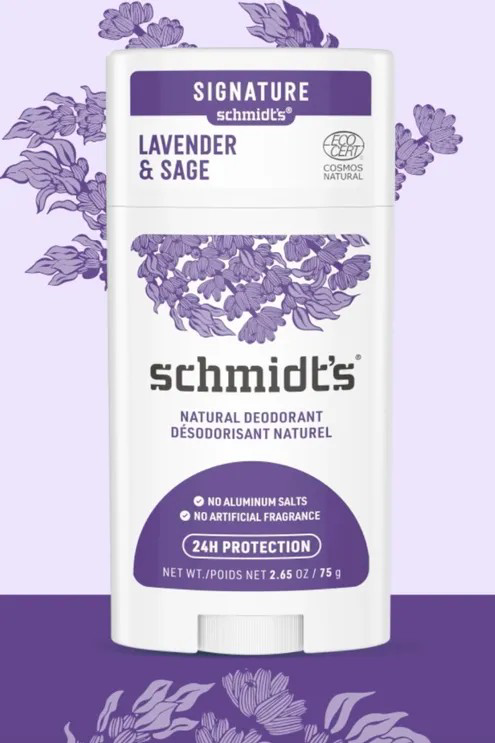 SIGNATURE
schmidt's®
LAVENDER
& SAGE
ECO
CERT
COSMOS
NATURAL
schmidt's®
NATURAL DEODORANT
DÉSODORISANT NATUREL
NO ALUMINUM SALTS
NO ARTIFICIAL FRAGRANCE
24H PROTECTION
NET WT./POIDS NET 2.65 OZ / 75 g